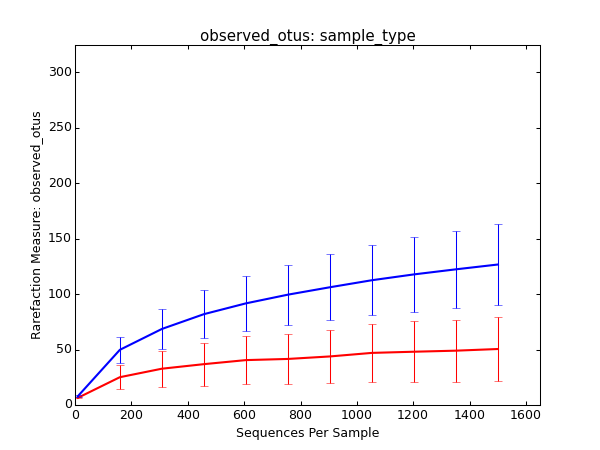 observed_otus: sample_type
Rarefaction Measure: observed_otus
300
250
200
150
100
50
0
0 200 400 600 800 1000 1200 1400 1600
Sequences Per Sample